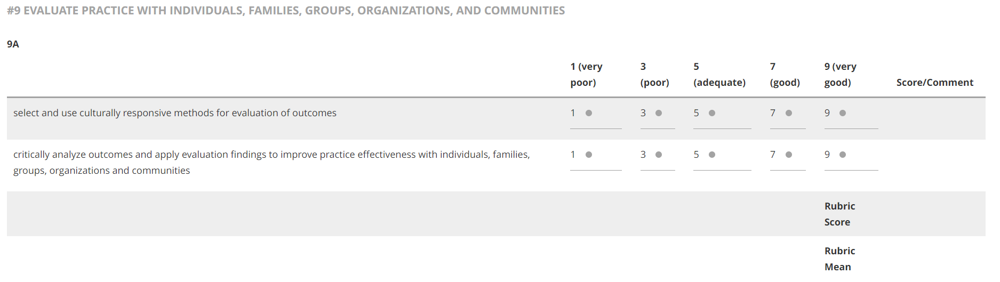 #9 EVALUATE PRACTICE WITH INDIVIDUALS, FAMILIES, GROUPS, ORGANIZATIONS, AND COMMUNITIES
9A
1 (very poor) 3 (poor) 5 (adequate) 7 (good) 9 (very good) Score/Comment
select and use culturally responsive methods for evaluation of outcomes 1 3 5 7 9
critically analyze outcomes and apply evaluation findings to improve practice effectiveness with individuals, families, 1 3 5 7 9
groups, organizations and communities
Rubric
Score
Rubric
Mean